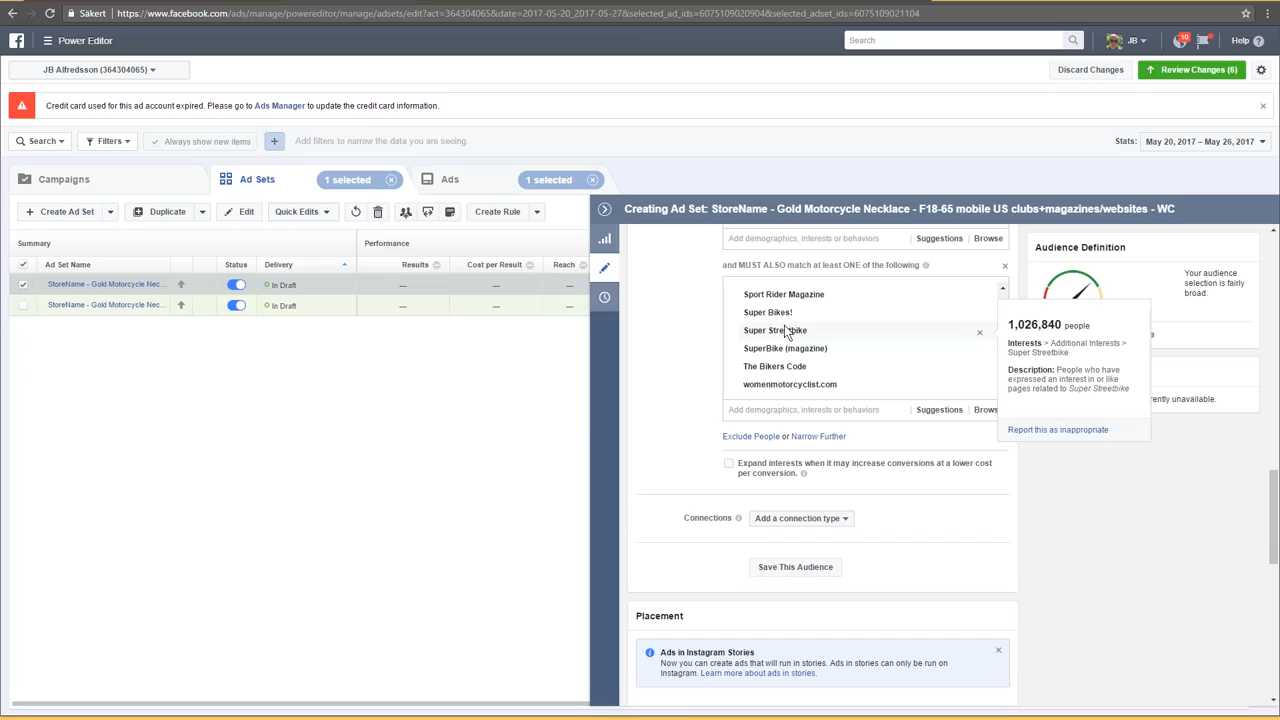 Säkert
https://www.facebook.com/ads/manage/powereditor/manage/adsets/edit?act=364304065&date=2017-05-20_2017-05-27&selected_ad_ids=6075109020904&selected_adset_ids=6075109021104
Power Editor
Search
JB
10
Help
JB Alfredsson (364304065)
Discard Changes
Review Changes (6)
Credit card used for this ad account expired. Please go to Ads Manager to update the credit card information.
Search
Filters
Always show new items
Add filters to narrow the data you are seeing.
Stats:
May 20, 2017 – May 26, 2017
Campaigns
Ad Sets
1 selected
Ads
1 selected
Create Ad Set
Duplicate
Edit
Quick Edits
Create Rule
Creating Ad Set: StoreName - Gold Motorcycle Necklace - F18-65 mobile US clubs+magazines/websites - WC
Summary
Performance
Ad Set Name
Status
Delivery
Results
Cost per Result
Reach
StoreName - Gold Motorcycle Nec...
In Draft
—
—
—
StoreName - Gold Motorcycle Nec...
In Draft
—
—
—
Add demographics, interests or behaviors
Suggestions
Browse
and MUST ALSO match at least ONE of the following
Sport Rider Magazine
Super Bikes!
Super Streetbike
SuperBike (magazine)
The Bikers Code
womenmotorcyclist.com
Add demographics, interests or behaviors
Suggestions
Brows
Exclude People or Narrow Further
Expand interests when it may increase conversions at a lower cost
per conversion.
Connections
Add a connection type
Save This Audience
Placement
Ads in Instagram Stories
Now you can create ads that will run in stories. Ads in stories can only be run on
Instagram. Learn more about ads in stories.
Audience Definition
Your audience
selection is fairly
broad.
1,026,840 people
Interests > Additional Interests >
Super Streetbike
Description: People who have
expressed an interest in or like
pages related to Super Streetbike
Report this as inappropriate
rently unavailable.